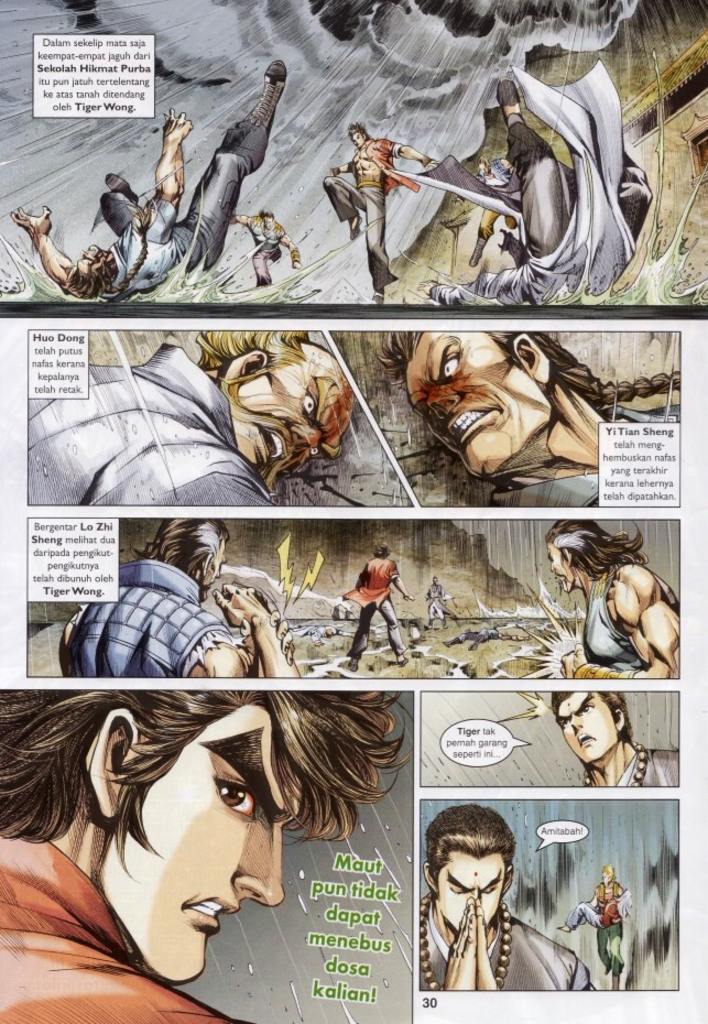 Dalam sekelip mata saja
keempat-empat jaguh dari
Sekolah Hikmat Purba
itu pun jatuh tertelentang
ke atas tanah ditendang
oleh Tiger Wong.
Huo Dong
telah putus
nafas kerana
kepalanya
telah retak.
Yi Tian Sheng
telah meng-
hembuskan nafas
yang terakhir
kerana lehernya
telah dipatahkan.
Bergentar Lo Zhi
Sheng melihat dua
daripada pengikut-
pengikutnya
telah dibunuh oleh
Tiger Wong.
Maut
pun tidak
dapat
menebus
dosa
kalian!
Tiger tak
pernah garang
seperti ini...
Amitabah!
30